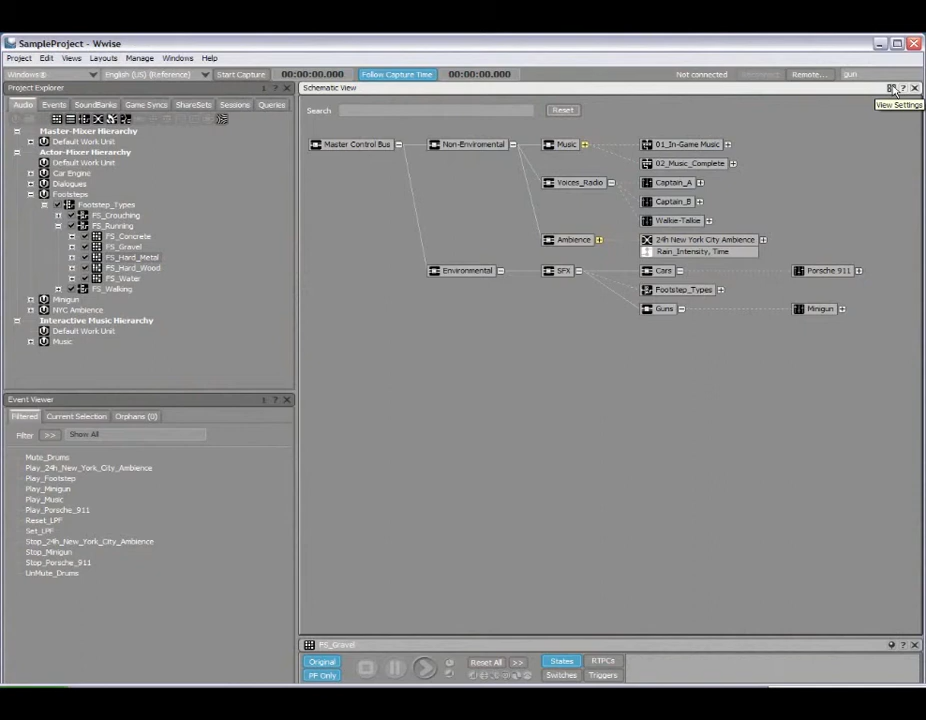 SampleProject - Wwise
Project Edit Views Layouts Manage Windows Help
Windows® English (US) (Reference) Start Capture 00:00:00.000 Follow Capture Time 00:00:00.000 Not connected Remote... gun
Project Explorer
Schematic View
View Settings
Audio Events SoundBanks Game Syncs ShareSets Sessions Queries
Search Reset
Master-Mixer Hierarchy
Default Work Unit
Actor-Mixer Hierarchy
Default Work Unit
Car Engine
Dialogues
Footsteps
Footstep_Types
FS_Crouching
FS_Running
FS_Concrete
FS_Gravel
FS_Hard_Metal
FS_Hard_Wood
FS_Water
FS_Walking
Minigun
NYC Ambience
Interactive Music Hierarchy
Default Work Unit
Music
Master Control Bus Non-Enviromental Music 01_In-Game Music
02_Music_Complete
Voices_Radio Captain_A
Captain_B
Walkie-Talkie
Ambience 24h New York City Ambience
Rain_Intensity, Time
Environmental SFX Cars Porsche 911
Footstep_Types
Guns Minigun
Event Viewer
Filtered Current Selection Orphans (0)
Filter >> Show All
Mute_Drums
Play_24h_New_York_City_Ambience
Play_Footstep
Play_Minigun
Play_Music
Play_Porsche_911
Reset_LPF
Set_LPF
Stop_24h_New_York_City_Ambience
Stop_Minigun
Stop_Porsche_911
UnMute_Drums
FS_Gravel
Original Reset All >> States RTPCs
PF Only Switches Triggers